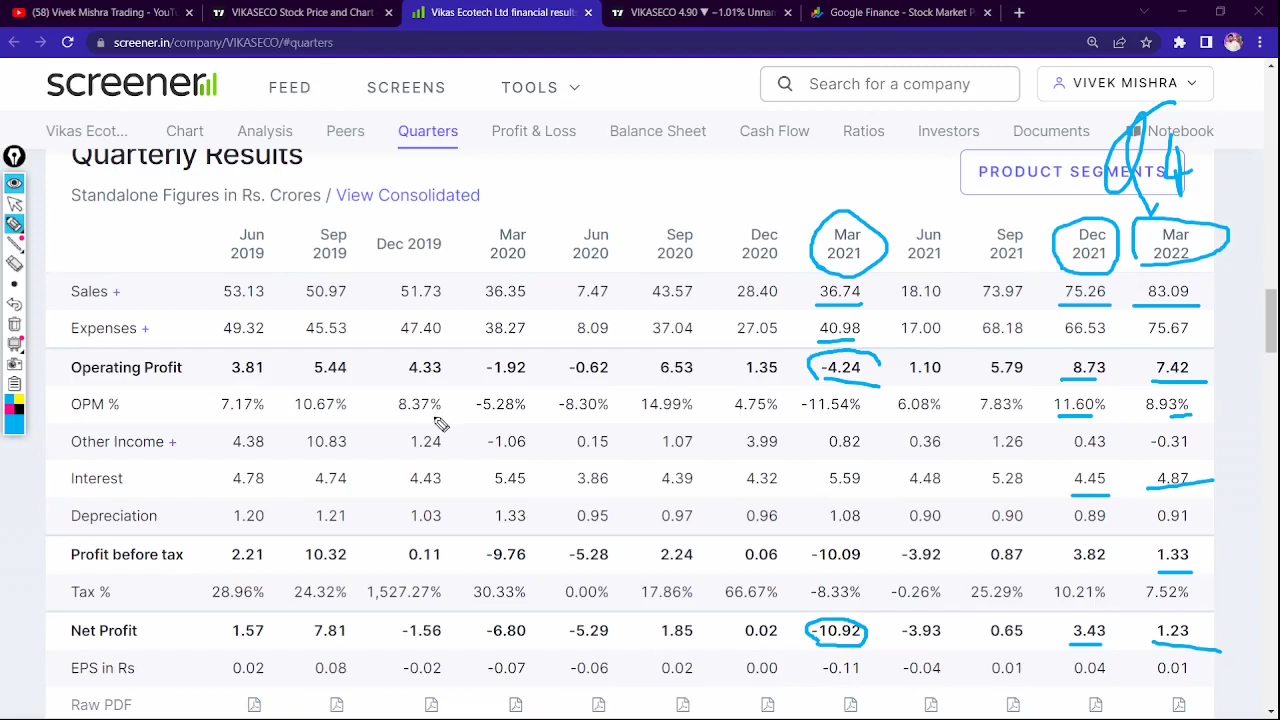 (58) Vivek Mishra Trading - YouT
VIKASECO Stock Price and Chart
Vikas Ecotech Ltd financial result
VIKASECO 4.90 ▼ −1.01% Unnam
Google Finance - Stock Market P
screener.in/company/VIKASECO/#quarters
screener
FEED SCREENS TOOLS
Search for a company
VIVEK MISHRA
Vikas Ecot... Chart Analysis Peers Quarters Profit & Loss Balance Sheet Cash Flow Ratios Investors Documents Notebook
Q4
Quarterly Results
PRODUCT SEGMENTS
Standalone Figures in Rs. Crores / View Consolidated
Jun 2019 Sep 2019 Dec 2019 Mar 2020 Jun 2020 Sep 2020 Dec 2020 Mar 2021 Jun 2021 Sep 2021 Dec 2021 Mar 2022
Sales + 53.13 50.97 51.73 36.35 7.47 43.57 28.40 36.74 18.10 73.97 75.26 83.09
Expenses + 49.32 45.53 47.40 38.27 8.09 37.04 27.05 40.98 17.00 68.18 66.53 75.67
Operating Profit 3.81 5.44 4.33 -1.92 -0.62 6.53 1.35 -4.24 1.10 5.79 8.73 7.42
OPM % 7.17% 10.67% 8.37% -5.28% -8.30% 14.99% 4.75% -11.54% 6.08% 7.83% 11.60% 8.93%
Other Income + 4.38 10.83 1.24 -1.06 0.15 1.07 3.99 0.82 0.36 1.26 0.43 -0.31
Interest 4.78 4.74 4.43 5.45 3.86 4.39 4.32 5.59 4.48 5.28 4.45 4.87
Depreciation 1.20 1.21 1.03 1.33 0.95 0.97 0.96 1.08 0.90 0.90 0.89 0.91
Profit before tax 2.21 10.32 0.11 -9.76 -5.28 2.24 0.06 -10.09 -3.92 0.87 3.82 1.33
Tax % 28.96% 24.32% 1,527.27% 30.33% 0.00% 17.86% 66.67% -8.33% -0.26% 25.29% 10.21% 7.52%
Net Profit 1.57 7.81 -1.56 -6.80 -5.29 1.85 0.02 -10.92 -3.93 0.65 3.43 1.23
EPS in Rs 0.02 0.08 -0.02 -0.07 -0.06 0.02 0.00 -0.11 -0.04 0.01 0.04 0.01
Raw PDF